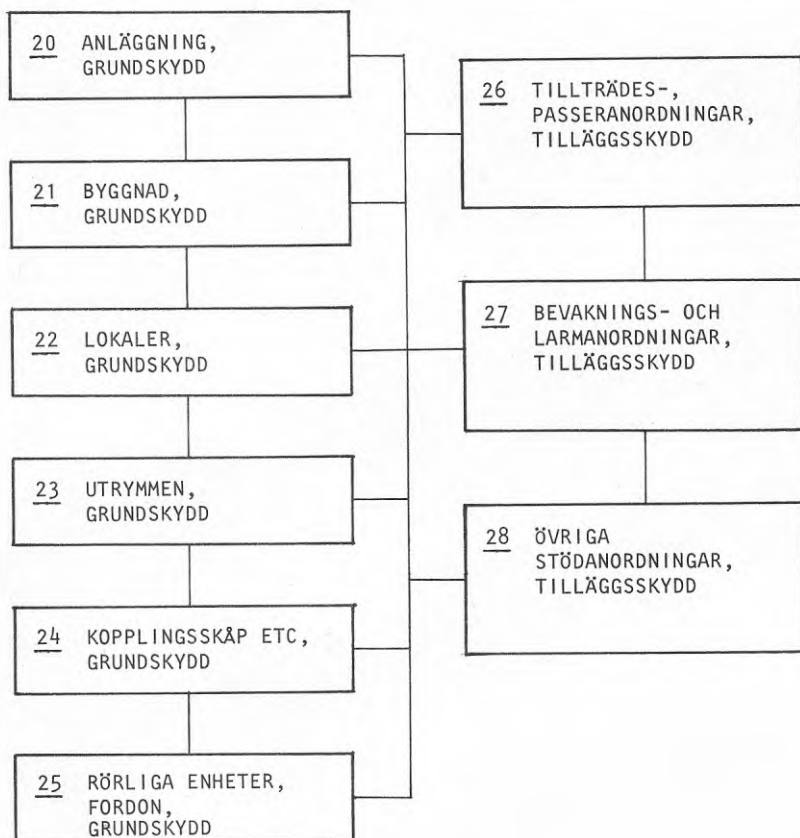 20 ANLÄGGNING,
GRUNDSKYDD
21 BYGGNAD,
GRUNDSKYDD
22 LOKALER,
GRUNDSKYDD
23 UTRYMMEN,
GRUNDSKYDD
24 KOPPLINGSSKÅP ETC,
GRUNDSKYDD
25 RÖRLIGA ENHETER,
FORDON,
GRUNDSKYDD
26 TILLTRÄDES-,
PASSERANORDNINGAR,
TILLÄGGSSKYDD
27 BEVAKNINGS- OCH
LARMANORDNINGAR,
TILLÄGGSSKYDD
28 ÖVRIGA
STÖDANORDNINGAR,
TILLÄGGSSKYDD